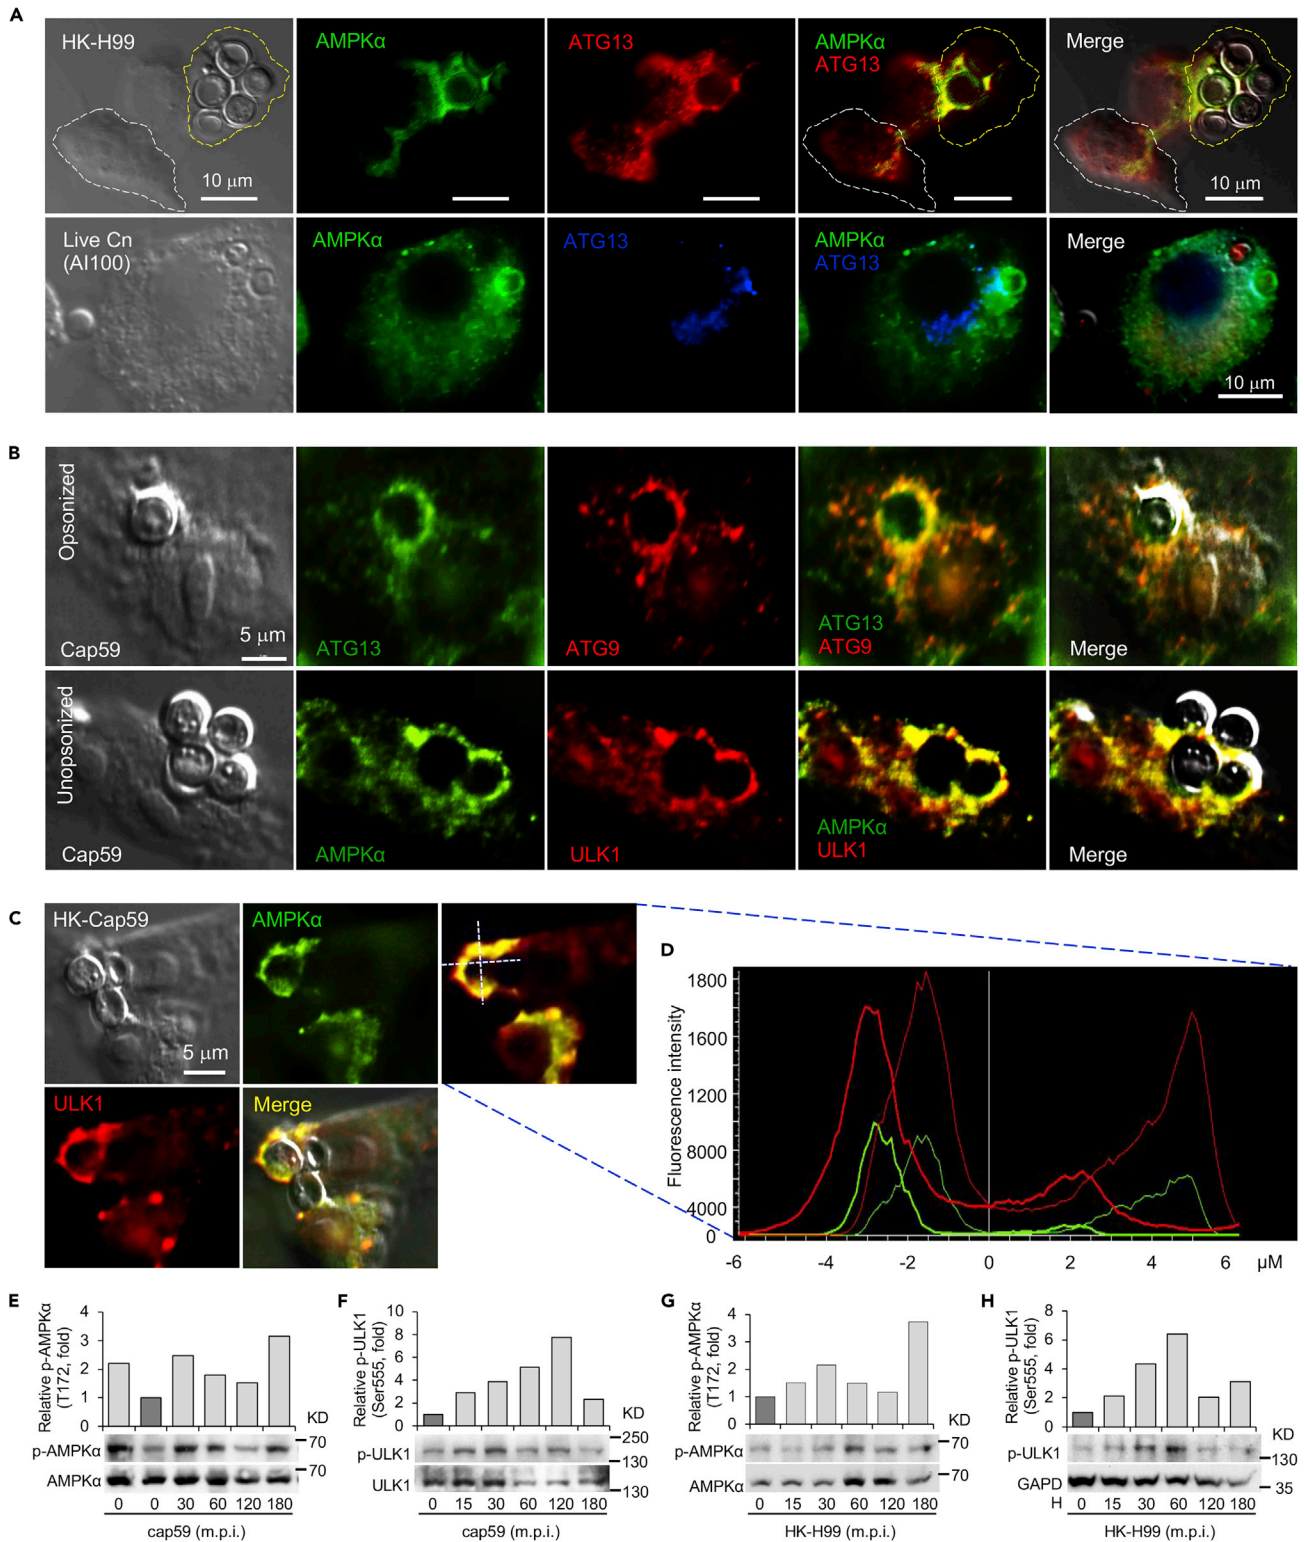 A
HK-H99
AMPKα
ATG13
AMPKα
ATG13
Merge
10 μm
10 μm
Live Cn
(AI100)
AMPKα
ATG13
AMPKα
ATG13
Merge
10 μm
B
Opsonized
Cap59
5 μm
ATG13
ATG9
ATG13
ATG9
Merge
Unopsonized
Cap59
AMPKα
ULK1
AMPKα
ULK1
Merge
C
HK-Cap59
AMPKα
5 μm
ULK1
Merge
D
Fluorescence intensity
1800
1600
1200
8000
4000
0
-6 -4 -2 0 2 4 6 μM
E
Relative p-AMPKα
(T172, fold)
4
3
2
1
0
KD
p-AMPKα
70
AMPKα
70
0 0 30 60 120 180
cap59 (m.p.i.)
F
Relative p-ULK1
(Ser555, fold)
10
8
6
4
2
0
KD
250
p-ULK1
130
ULK1
130
0 15 30 60 120 180
cap59 (m.p.i.)
G
Relative p-AMPKα
(T172, fold)
4
3
2
1
0
KD
p-AMPKα
70
AMPKα
70
0 15 30 60 120 180
HK-H99 (m.p.i.)
H
Relative p-ULK1
(Ser555, fold)
8
6
4
2
0
KD
p-ULK1
130
GAPD
H
35
0 15 30 60 120 180
HK-H99 (m.p.i.)